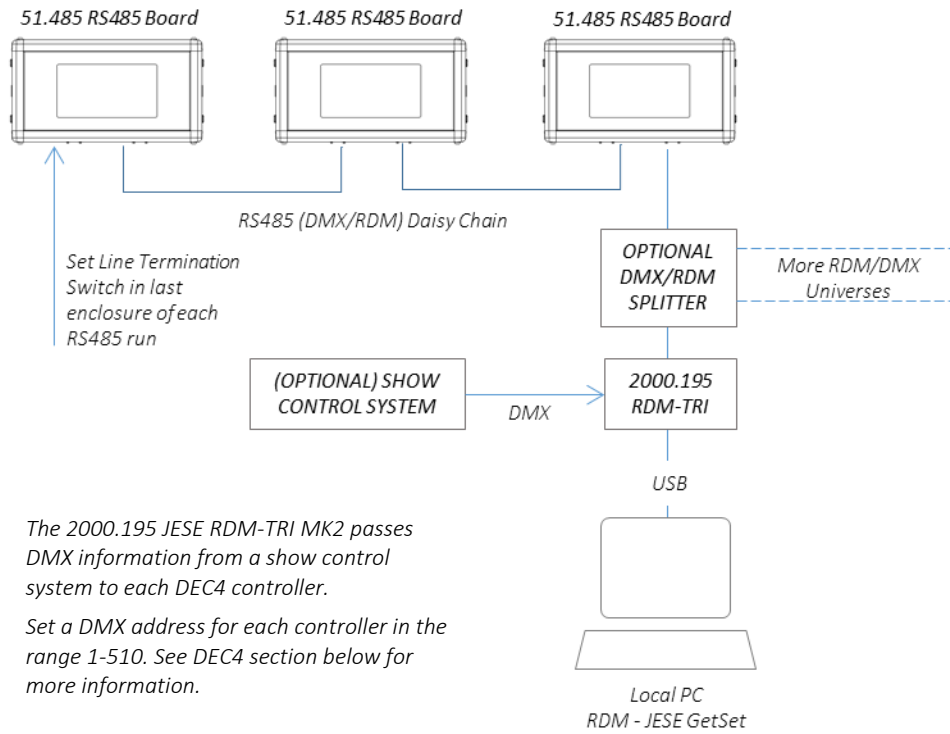 51.485 RS485 Board
51.485 RS485 Board
51.485 RS485 Board
RS485 (DMX/RDM) Daisy Chain
Set Line Termination
Switch in last
enclosure of each
RS485 run
OPTIONAL
DMX/RDM
SPLITTER
More RDM/DMX
Universes
(OPTIONAL) SHOW
CONTROL SYSTEM
DMX
2000.195
RDM-TRI
USB
The 2000.195 JESE RDM-TRI MK2 passes
DMX information from a show control
system to each DEC4 controller.
Set a DMX address for each controller in the
range 1-510. See DEC4 section below for
more information.
Local PC
RDM - JESE GetSet